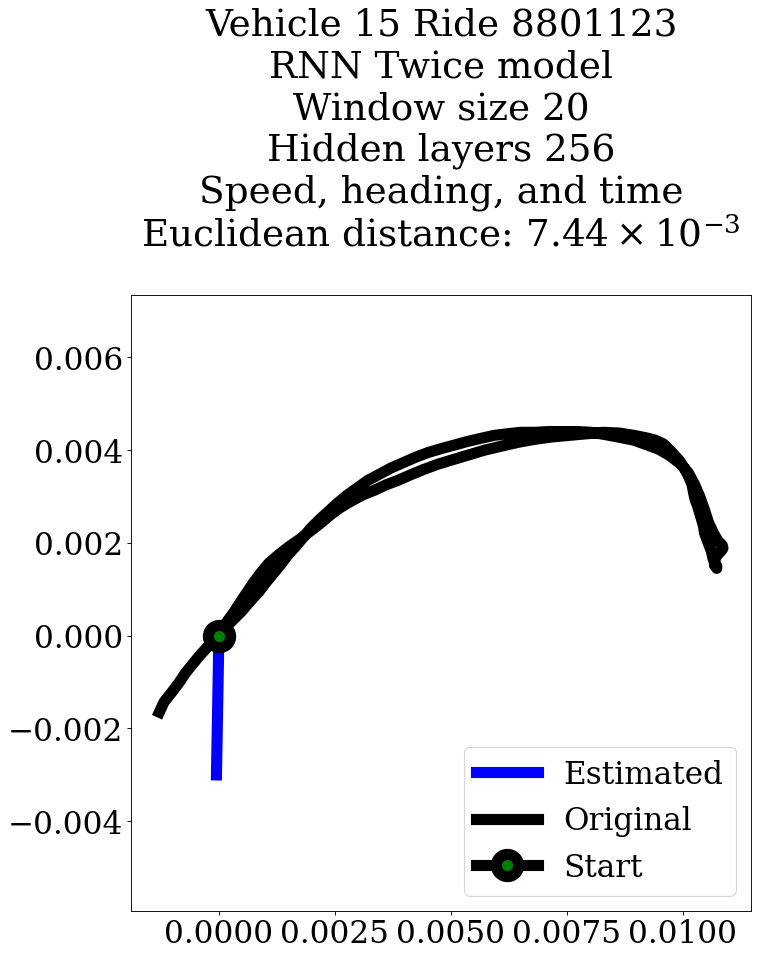 Vehicle 15 Ride 8801123
RNN Twice model
Window size 20
Hidden layers 256
Speed, heading, and time
Euclidean distance: 7.44 × 10⁻³
0.006
0.004
0.002
0.000
−0.002
−0.004
Estimated
Original
Start
0.0000 0.0025 0.0050 0.0075 0.0100